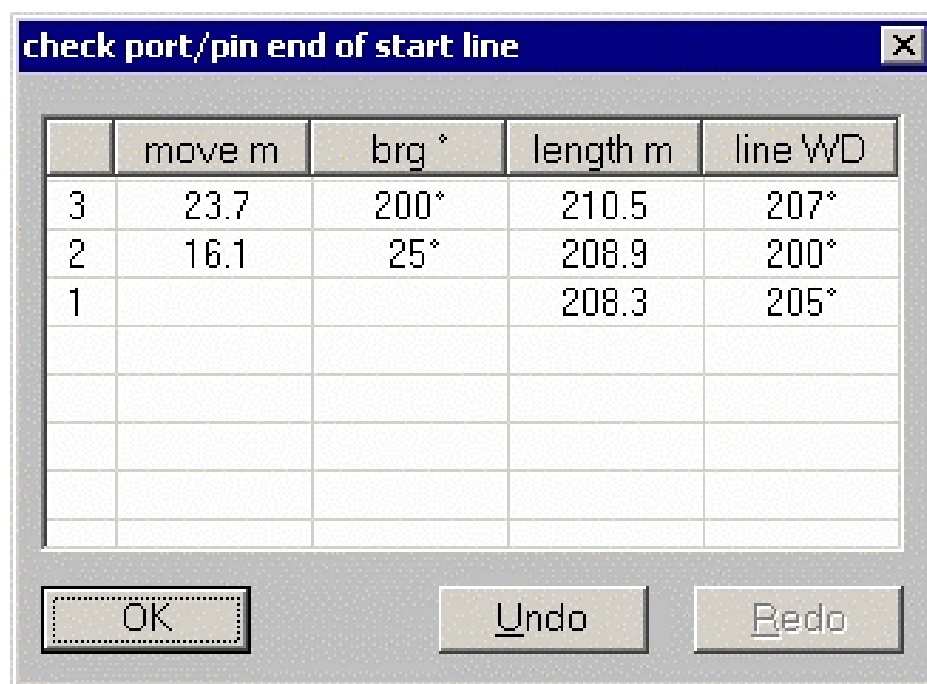 check port/pin end of start line
move m brg ° length m line WD
3 23.7 200° 210.5 207°
2 16.1 25° 208.9 200°
1 208.3 205°
OK Undo Redo